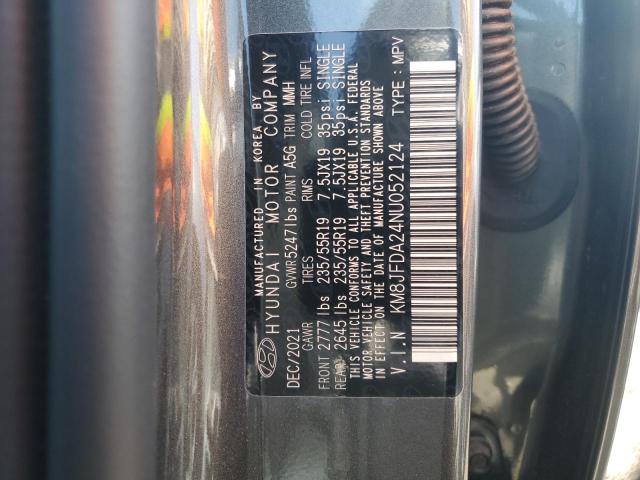 MANUFACTURED IN KOREA BY
HYUNDAI MOTOR COMPANY
DEC/2021 GVWR 5247 lbs PAINT A5G TRIM MMH
GAWR TIRES RIMS COLD TIRE INFL
FRONT 2777 lbs 235/55R19 7.5JX19 35psi SINGLE
REAR 2645 lbs 235/55R19 7.5JX19 35psi SINGLE
THIS VEHICLE CONFORMS TO ALL APPLICABLE U.S.A. FEDERAL
MOTOR VEHICLE SAFETY AND THEFT PREVENTION STANDARDS
IN EFFECT ON THE DATE OF MANUFACTURE SHOWN ABOVE
V.I.N KM8JFDA24NU052124 TYPE : MPV